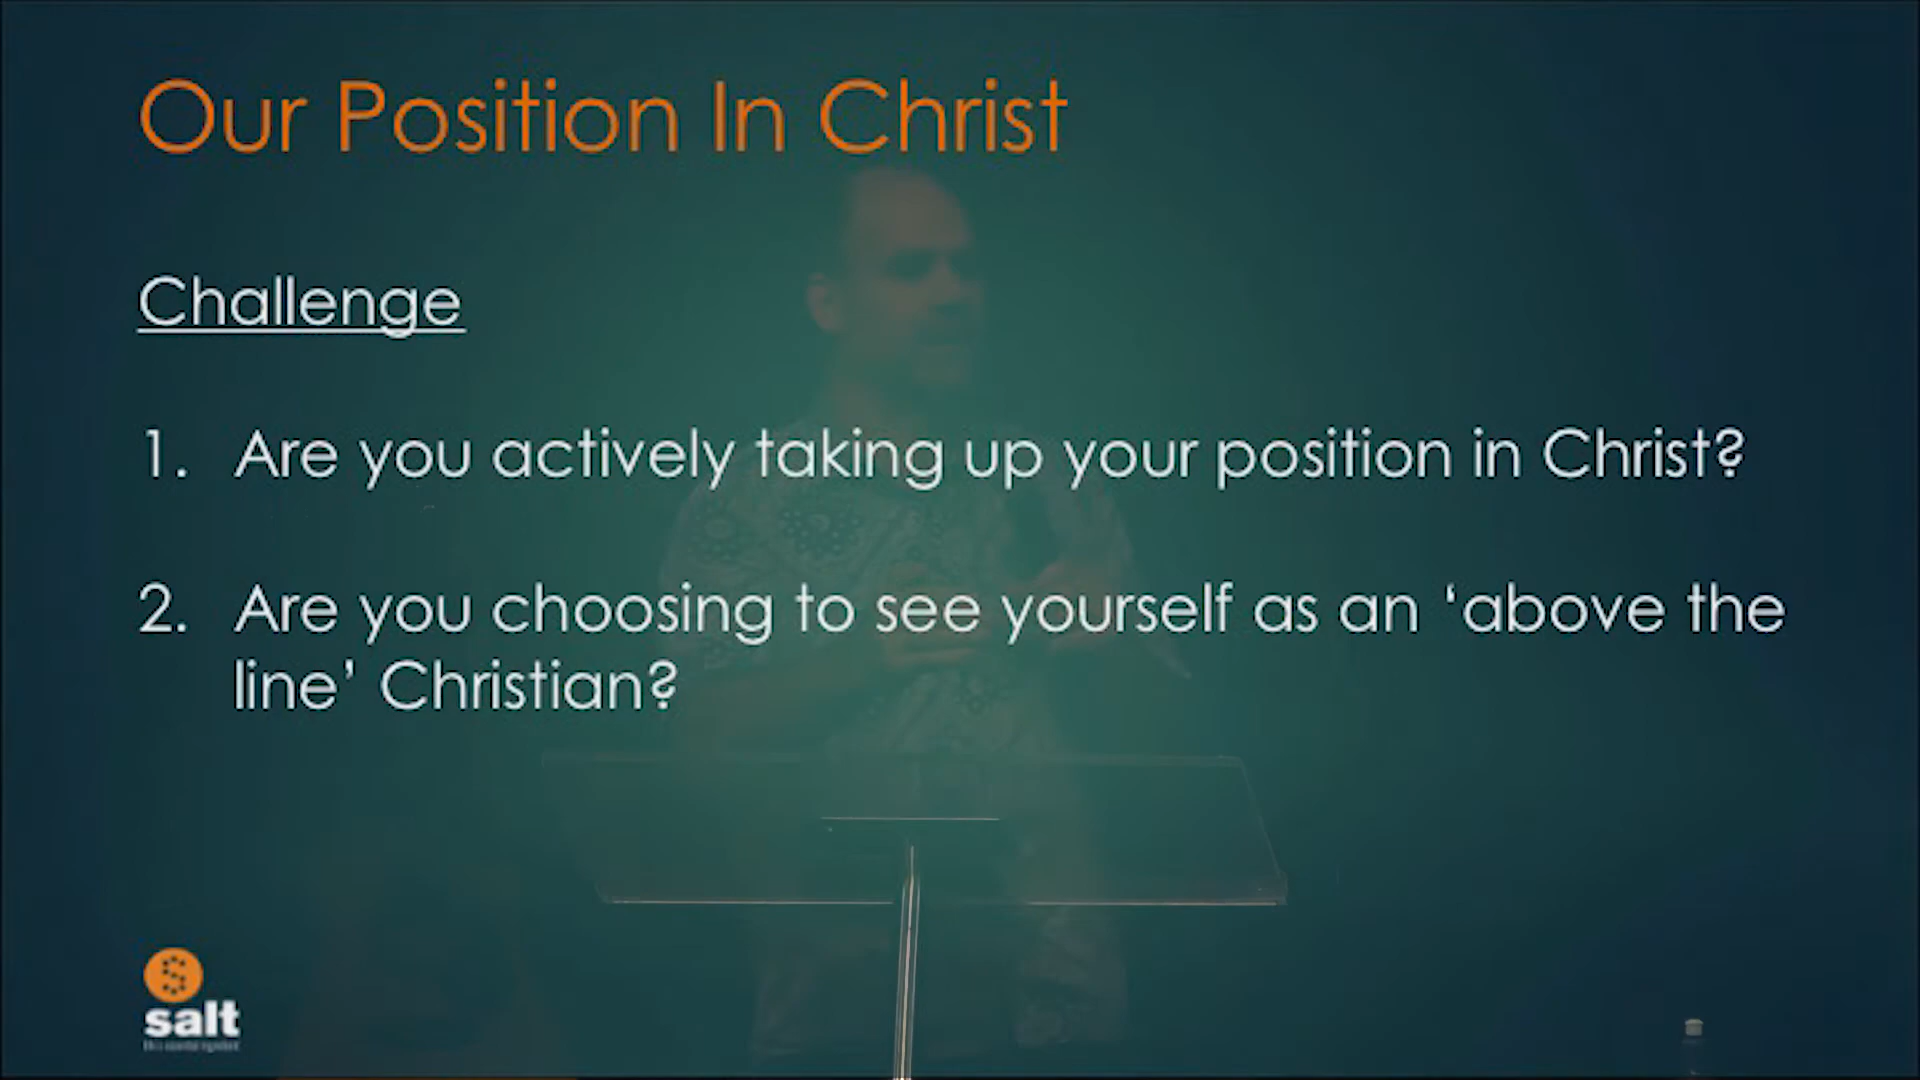 Our Position In Christ
Challenge
1. Are you actively taking up your position in Christ?
2. Are you choosing to see yourself as an ‘above the
line’ Christian?
salt